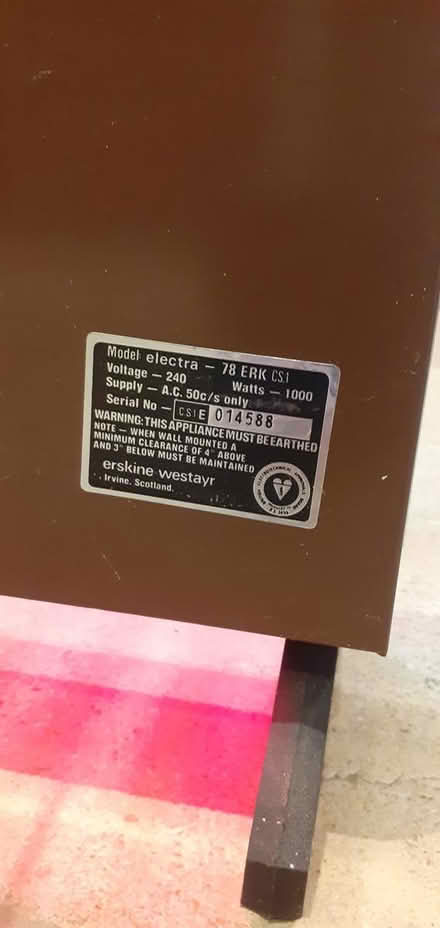 Model electra – 78 ERK CS.1
Voltage – 240 Watts – 1000
Supply – A.C. 50c/s only
Serial No – CS1E 014588
WARNING: THIS APPLIANCE MUST BE EARTHED
NOTE – WHEN WALL MOUNTED A
MINIMUM CLEARANCE OF 4" ABOVE
AND 3" BELOW MUST BE MAINTAINED
erskine westayr
Irvine. Scotland.